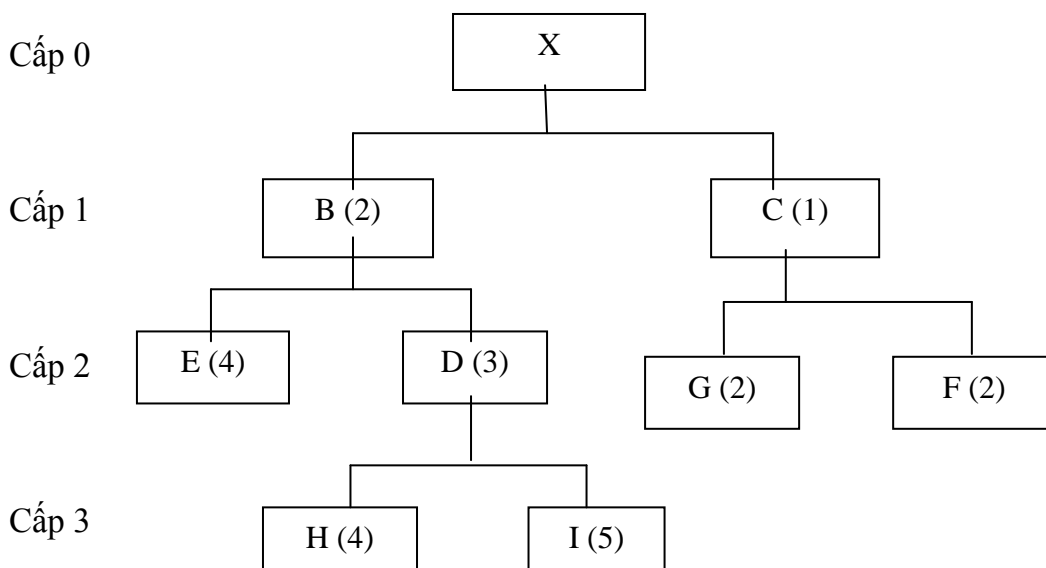 Cấp 0
X
Cấp 1
B (2)
C (1)
Cấp 2
E (4)
D (3)
G (2)
F (2)
Cấp 3
H (4)
I (5)